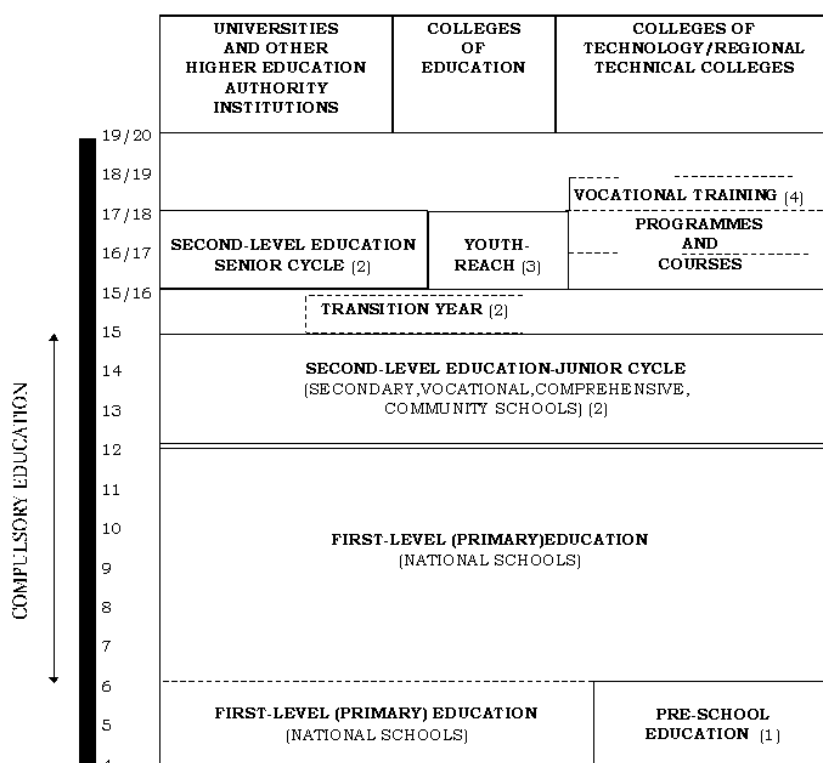 UNIVERSITIES
AND OTHER
HIGHER EDUCATION
AUTHORITY
INSTITUTIONS
COLLEGES
OF
EDUCATION
COLLEGES OF
TECHNOLOGY/REGIONAL
TECHNICAL COLLEGES
19/20
18/19
VOCATIONAL TRAINING (4)
17/18
SECOND-LEVEL EDUCATION
SENIOR CYCLE (2)
YOUTH-
REACH (3)
PROGRAMMES
AND
COURSES
16/17
15/16
TRANSITION YEAR (2)
15
SECOND-LEVEL EDUCATION-JUNIOR CYCLE
(SECONDARY,VOCATIONAL,COMPREHENSIVE,
COMMUNITY SCHOOLS) (2)
14
13
12
COMPULSORY EDUCATION
11
10
FIRST-LEVEL (PRIMARY)EDUCATION
(NATIONAL SCHOOLS)
9
8
7
6
FIRST-LEVEL (PRIMARY) EDUCATION
(NATIONAL SCHOOLS)
PRE-SCHOOL
EDUCATION (1)
5